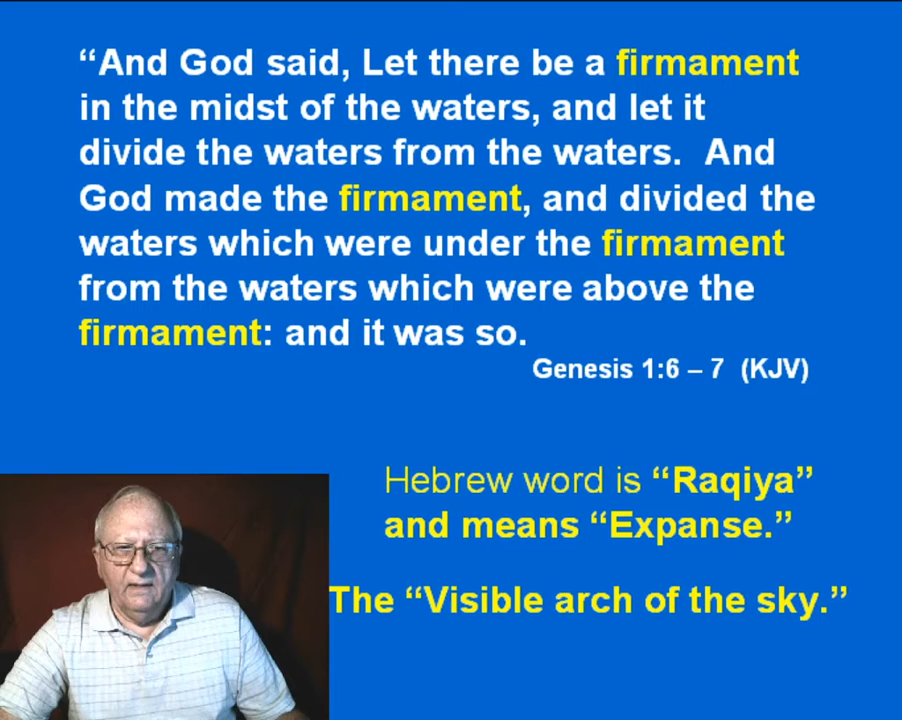 “And God said, Let there be a firmament
in the midst of the waters, and let it
divide the waters from the waters.  And
God made the firmament, and divided the
waters which were under the firmament
from the waters which were above the
firmament: and it was so.
Genesis 1:6 – 7  (KJV)
Hebrew word is “Raqiya”
and means “Expanse.”
The “Visible arch of the sky.”